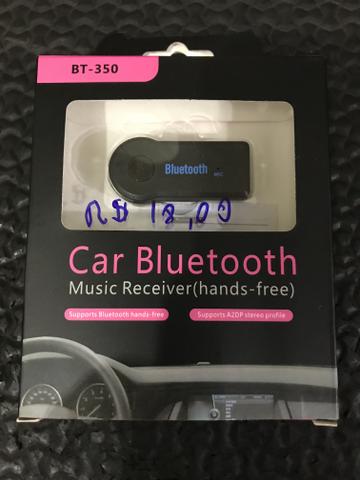 BT-350
Bluetooth
MIC
R$ 18,00
Car Bluetooth
Music Receiver(hands-free)
Supports Bluetooth hands-free
Supports A2DP stereo profile